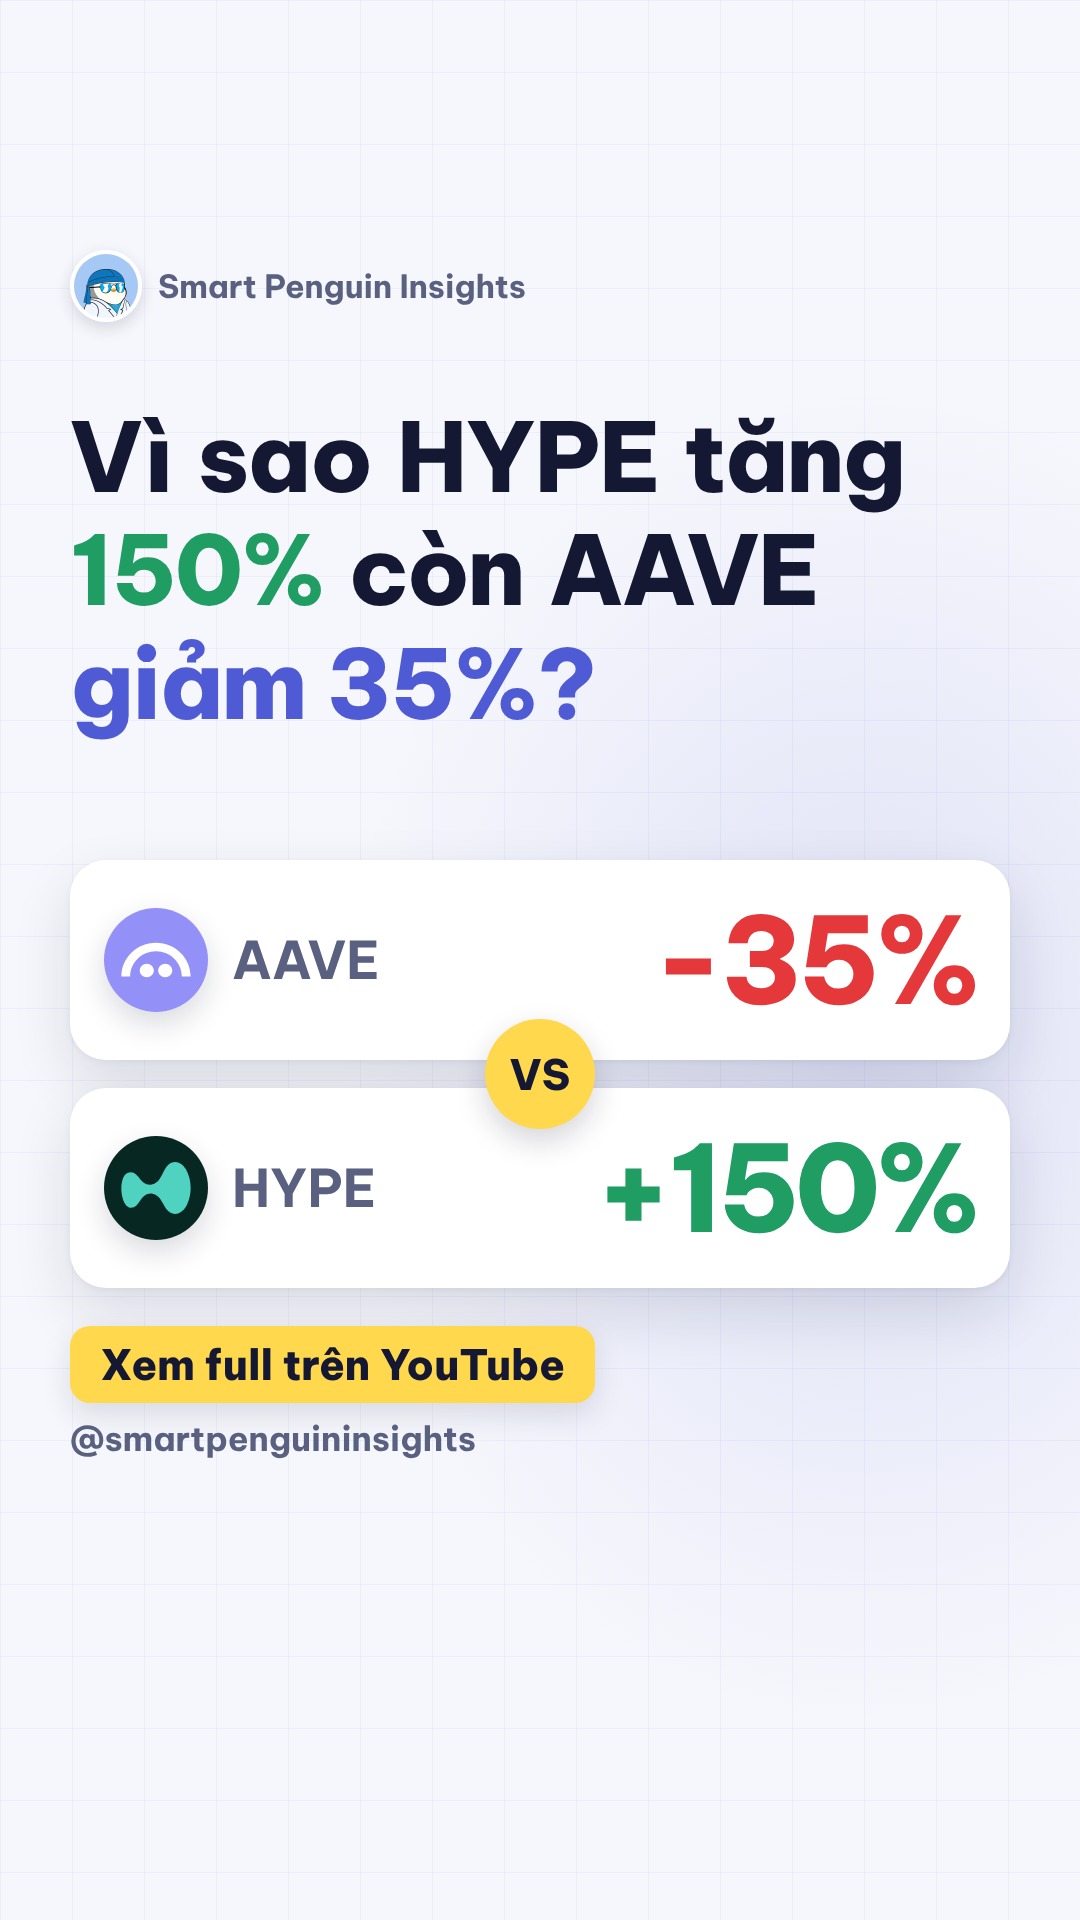 Smart Penguin Insights
Vì sao HYPE tăng
150% còn AAVE
giảm 35%?
AAVE
-35%
VS
HYPE
+150%
Xem full trên YouTube
@smartpenguininsights